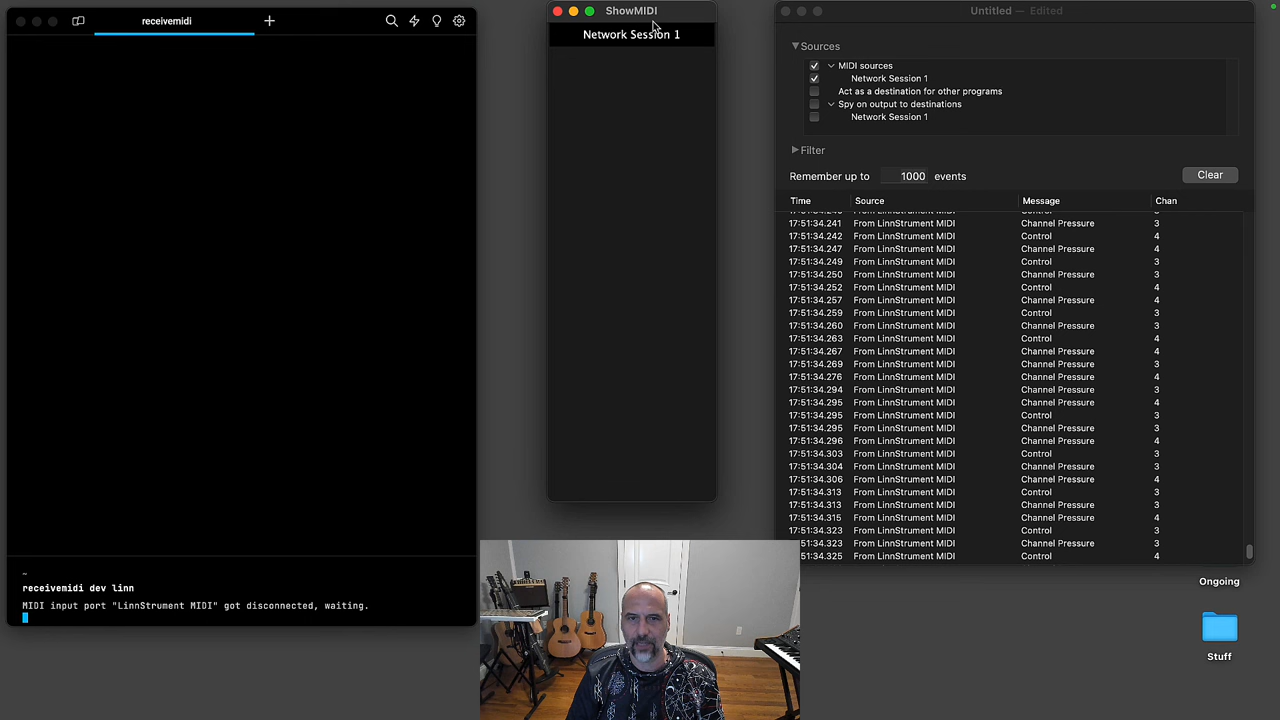 receivemidi
~
receivemidi dev linn
MIDI input port "LinnStrument MIDI" got disconnected, waiting.
ShowMIDI
Network Session 1
Untitled — Edited
Sources
MIDI sources
Network Session 1
Act as a destination for other programs
Spy on output to destinations
Network Session 1
Filter
Remember up to 1000 events
Clear
Time Source Message Chan
17:51:34.241 From LinnStrument MIDI Channel Pressure 3
17:51:34.242 From LinnStrument MIDI Control 4
17:51:34.247 From LinnStrument MIDI Channel Pressure 4
17:51:34.249 From LinnStrument MIDI Control 3
17:51:34.250 From LinnStrument MIDI Channel Pressure 3
17:51:34.252 From LinnStrument MIDI Control 4
17:51:34.257 From LinnStrument MIDI Channel Pressure 4
17:51:34.259 From LinnStrument MIDI Control 3
17:51:34.260 From LinnStrument MIDI Channel Pressure 3
17:51:34.263 From LinnStrument MIDI Control 4
17:51:34.267 From LinnStrument MIDI Channel Pressure 4
17:51:34.269 From LinnStrument MIDI Channel Pressure 3
17:51:34.276 From LinnStrument MIDI Channel Pressure 4
17:51:34.294 From LinnStrument MIDI Channel Pressure 3
17:51:34.295 From LinnStrument MIDI Channel Pressure 4
17:51:34.295 From LinnStrument MIDI Control 3
17:51:34.295 From LinnStrument MIDI Channel Pressure 3
17:51:34.296 From LinnStrument MIDI Channel Pressure 4
17:51:34.303 From LinnStrument MIDI Control 3
17:51:34.304 From LinnStrument MIDI Channel Pressure 3
17:51:34.306 From LinnStrument MIDI Channel Pressure 4
17:51:34.313 From LinnStrument MIDI Control 3
17:51:34.313 From LinnStrument MIDI Channel Pressure 3
17:51:34.315 From LinnStrument MIDI Channel Pressure 4
17:51:34.323 From LinnStrument MIDI Control 3
17:51:34.323 From LinnStrument MIDI Channel Pressure 3
17:51:34.325 From LinnStrument MIDI Control 4
Ongoing
Stuff